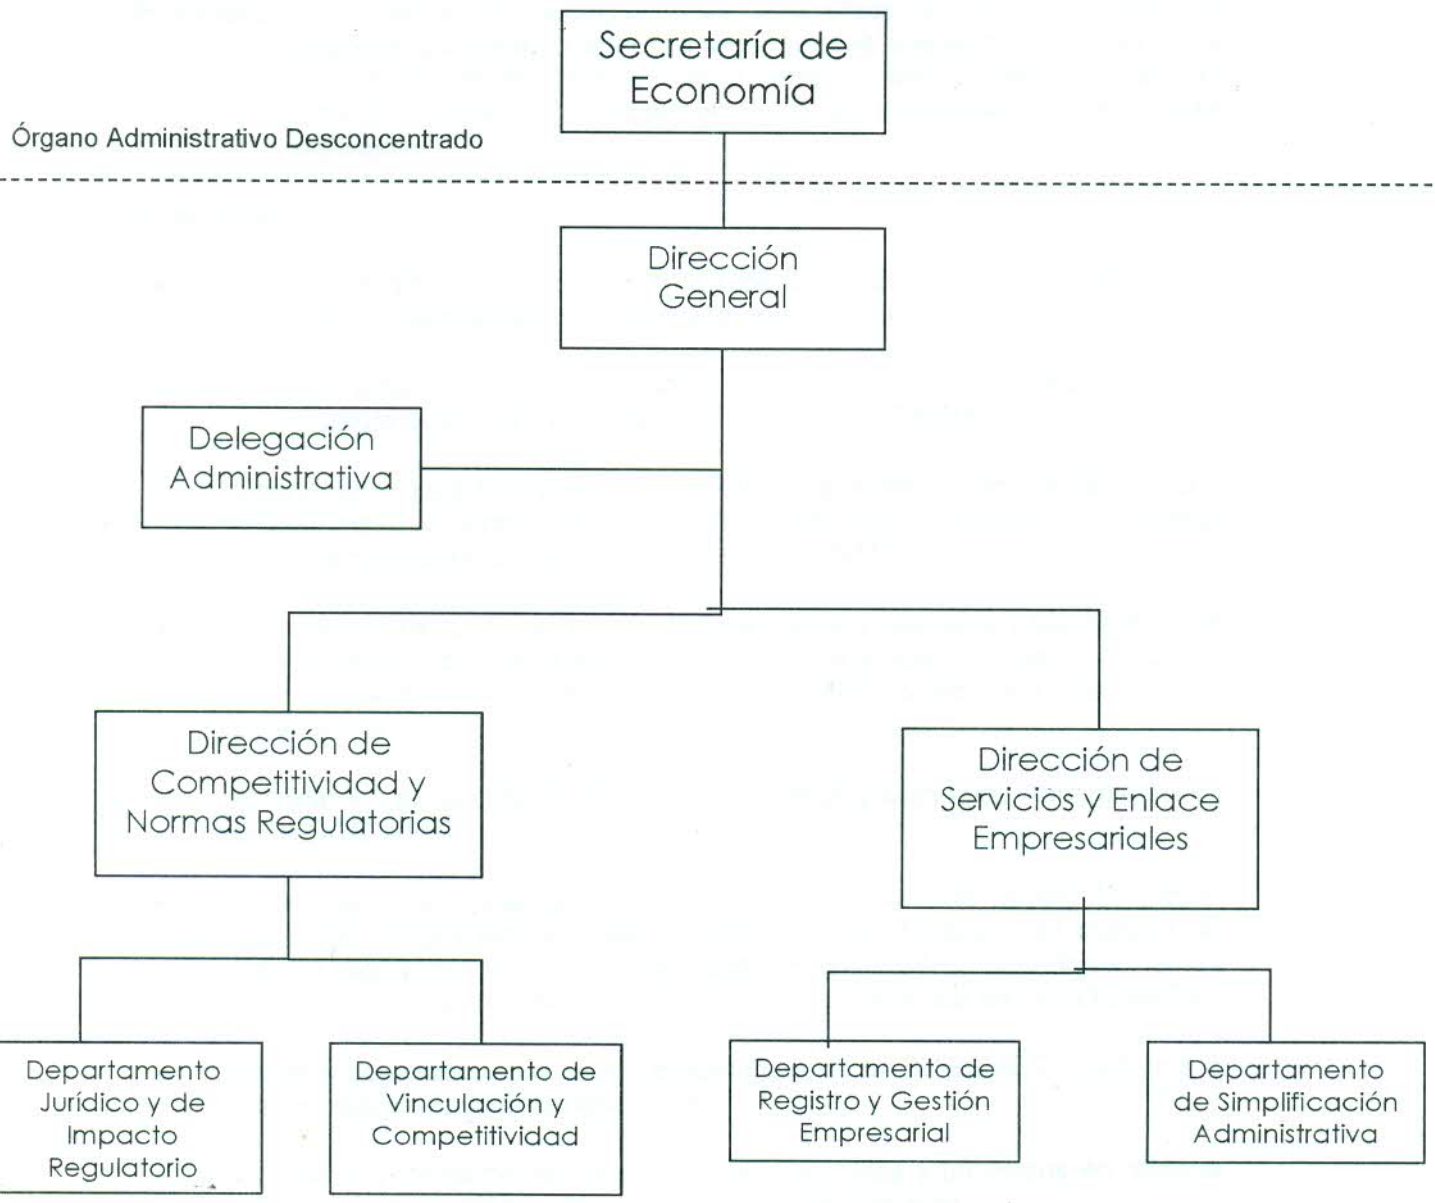 Secretaría de
Economía
Órgano Administrativo Desconcentrado
Dirección
General
Delegación
Administrativa
Dirección de
Competitividad y
Normas Regulatorias
Dirección de
Servicios y Enlace
Empresariales
Departamento
Jurídico y de
Impacto
Regulatorio
Departamento de
Vinculación y
Competitividad
Departamento de
Registro y Gestión
Empresarial
Departamento
de Simplificación
Administrativa